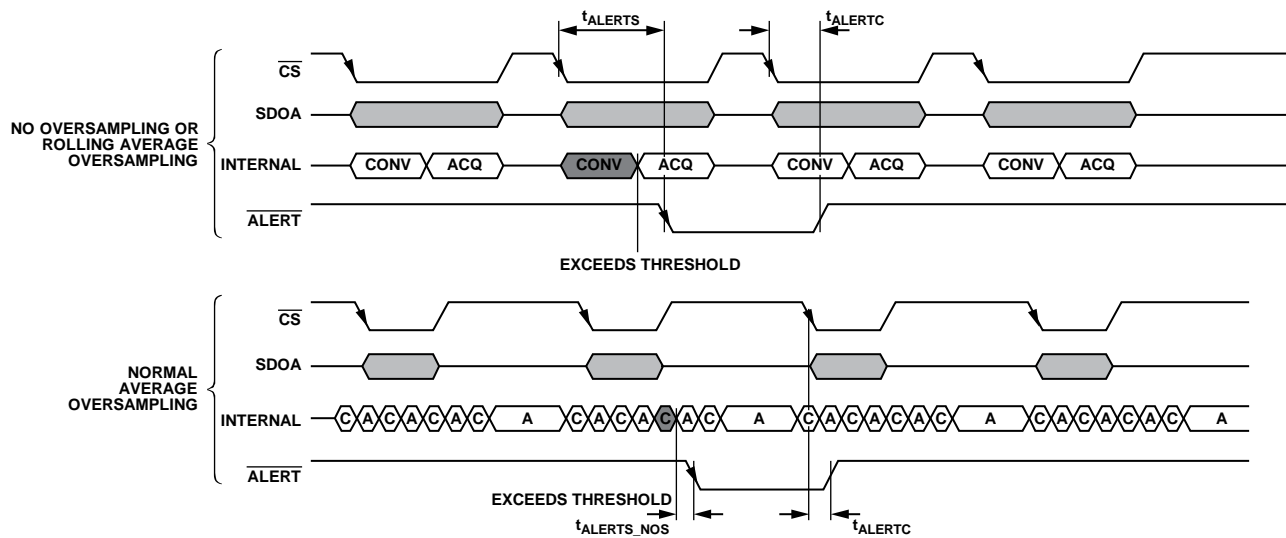 tALERTS tALERTC
CS
SDOA
NO OVERSAMPLING OR
ROLLING AVERAGE
OVERSAMPLING
INTERNAL CONV ACQ CONV ACQ CONV ACQ CONV ACQ
ALERT
EXCEEDS THRESHOLD
CS
SDOA
NORMAL
AVERAGE
OVERSAMPLING
INTERNAL C A C A C A C A C A C A C A C A C A C A C A C A C A C A C A C A
ALERT
EXCEEDS THRESHOLD
tALERTS_NOS tALERTC